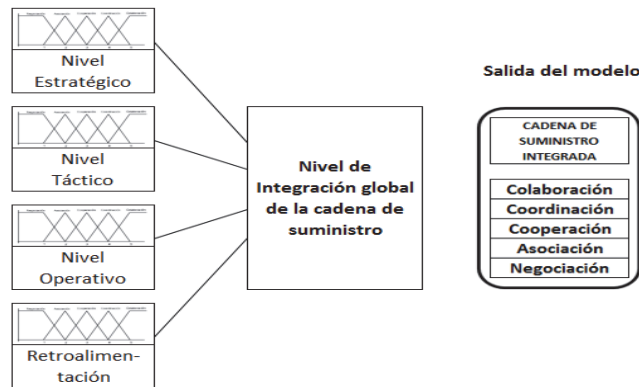 Nivel
Estratégico
Nivel
Táctico
Nivel
Operativo
Retroalimen-
tación
Nivel de
Integración global
de la cadena de
suministro
Salida del modelo
CADENA DE
SUMINISTRO
INTEGRADA
Colaboración
Coordinación
Cooperación
Asociación
Negociación